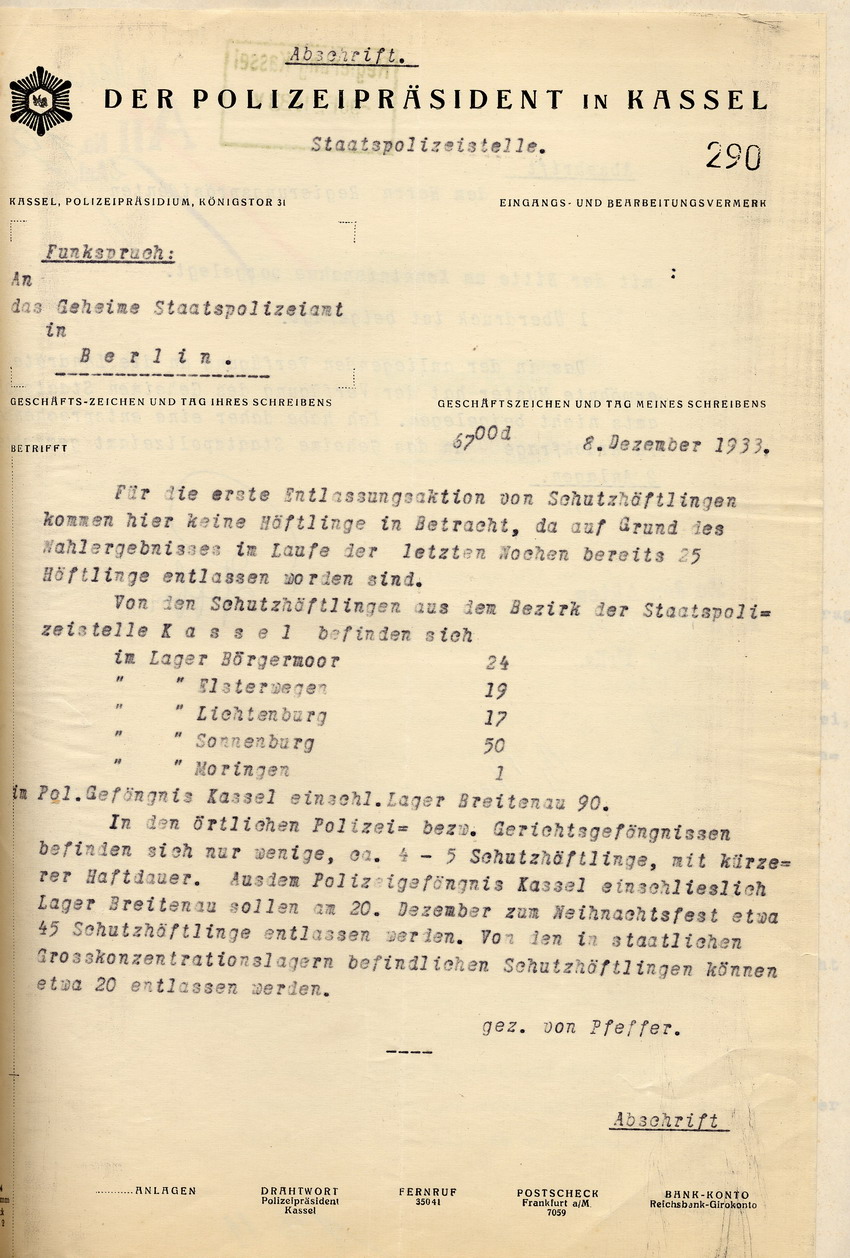 Abschrift.
DER POLIZEIPRÄSIDENT IN KASSEL
Staatspolizeistelle.
290
KASSEL, POLIZEIPRÄSIDIUM, KÖNIGSTOR 31
EINGANGS- UND BEARBEITUNGSVERMERK
Funkspruch:
An
das Geheime Staatspolizeiamt
in
Berlin.
GESCHÄFTS-ZEICHEN UND TAG IHRES SCHREIBENS
GESCHÄFTSZEICHEN UND TAG MEINES SCHREIBENS
BETRIFFT
6700d 8.Dezember 1933.
Für die erste Entlassungsaktion von Schutzhäftlingen
kommen hier keine Häftlinge in Betracht, da auf Grund des
Wahlergebnisses im Laufe der letzten Wochen bereits 25
Häftlinge entlassen worden sind.
Von den Schutzhäftlingen aus dem Bezirk der Staatspoli=
zeistelle K a s s e l befinden sich
im Lager Börgermoor 24
" " Elsterwegen 19
" " Lichtenburg 17
" " Sonnenburg 50
" " Moringen 1
im Pol.Gefängnis Kassel einschl.Lager Breitenau 90.
In den örtlichen Polizei= bezw. Gerichtsgefängnissen
befinden sich nur wenige, ca. 4 - 5 Schutzhäftlinge, mit kürze=
rer Haftdauer. Ausdem Polizeigefängnis Kassel einschlieslich
Lager Breitenau sollen am 20. Dezember zum Weihnachtsfest etwa
45 Schutzhäftlinge entlassen werden. Von den in staatlichen
Grosskonzentrationslagern befindlichen Schutzhäftlingen können
etwa 20 entlassen werden.
gez. von Pfeffer.
Abschrift
ANLAGEN
DRAHTWORT
Polizeipräsident
Kassel
FERNRUF
35041
POSTSCHECK
Frankfurt a/M.
7059
BANK-KONTO
Reichsbank-Girokonto